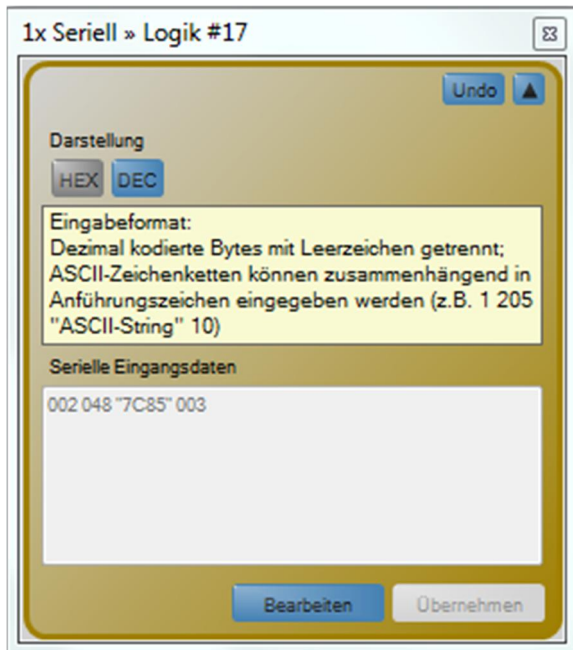 1x Seriell » Logik #17
Undo ▲
Darstellung
HEX DEC
Eingabeformat:
Dezimal kodierte Bytes mit Leerzeichen getrennt;
ASCII-Zeichenketten können zusammenhängend in
Anführungszeichen eingegeben werden (z.B. 1 205
"ASCII-String" 10)
Serielle Eingangsdaten
002 048 "7C85" 003
Bearbeiten Übernehmen